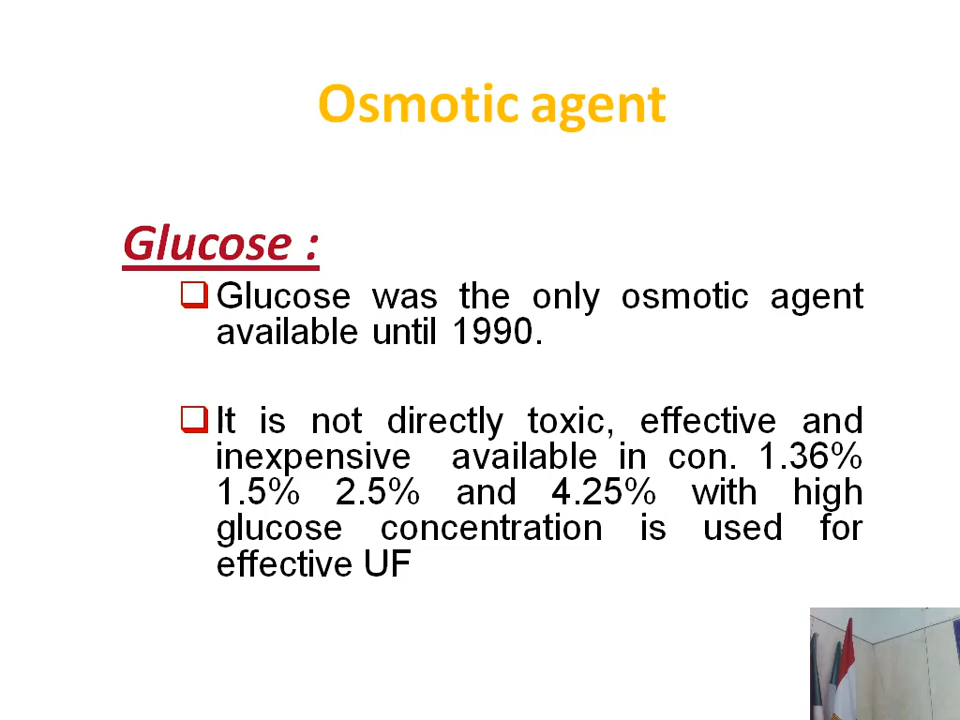 Osmotic agent
Glucose :
Glucose was the only osmotic agent
available until 1990.
It is not directly toxic, effective and
inexpensive available in con. 1.36%
1.5% 2.5% and 4.25% with high
glucose concentration is used for
effective UF